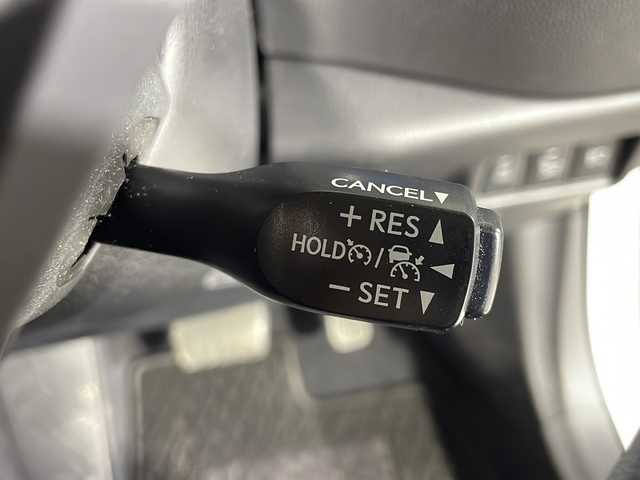 CANCEL▼
+ RES ▲
HOLD /
− SET ▼